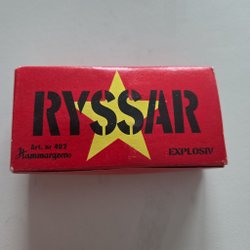 RYSSAR
Art. nr 402
Hammargrens
EXPLOSIV